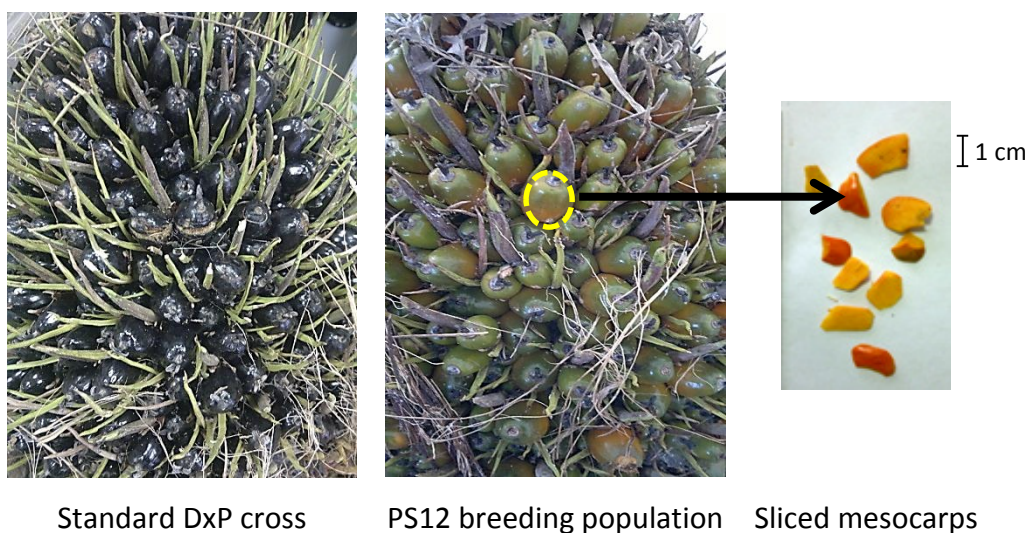 1 cm
Standard DxP cross
PS12 breeding population
Sliced mesocarps